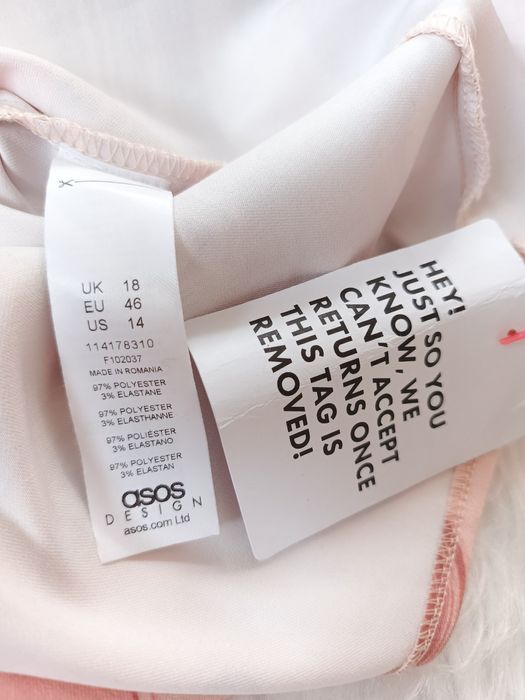 UK 18
EU 46
US 14
114178310
F102037
MADE IN ROMANIA
97% POLYESTER
3% ELASTANE
97% POLYESTER
3% ELASTHANNE
97% POLIÉSTER
3% ELASTANO
97% POLYESTER
3% ELASTAN
asos
DESIGN
asos.com Ltd
HEY!
JUST SO YOU
KNOW, WE
CAN'T ACCEPT
RETURNS ONCE
THIS TAG IS
REMOVED!